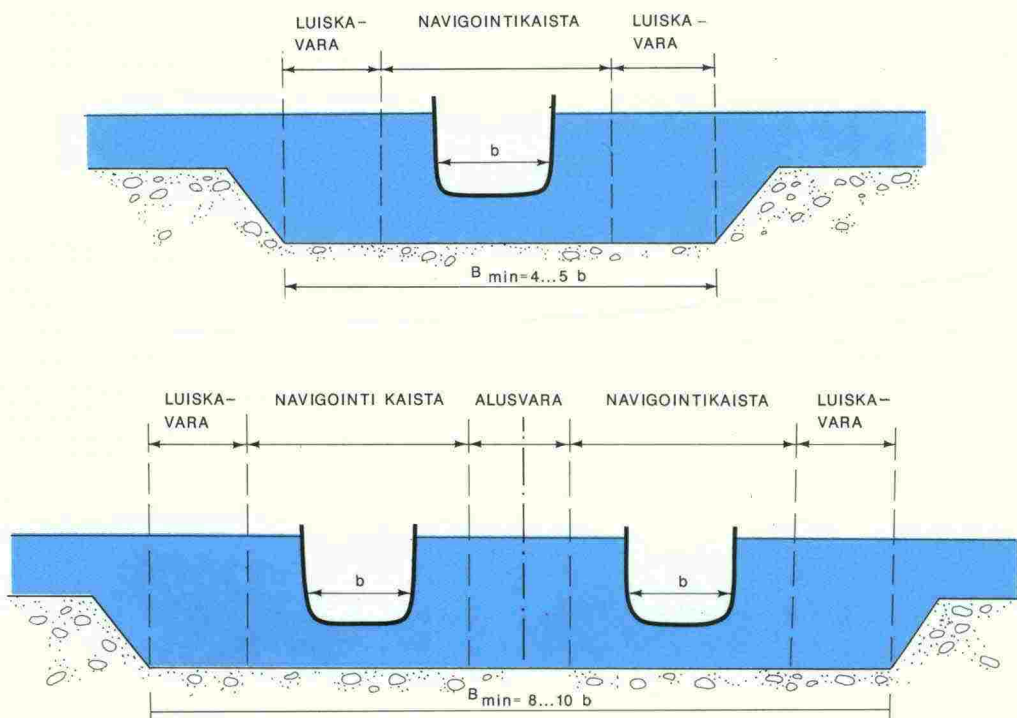 LUISKA-
VARA
NAVIGOINTIKAISTA
LUISKA-
VARA
b
B min=4...5 b
LUISKA-
VARA
NAVIGOINTI KAISTA
ALUSVARA
NAVIGOINTIKAISTA
LUISKA-
VARA
b
b
B min= 8...10 b